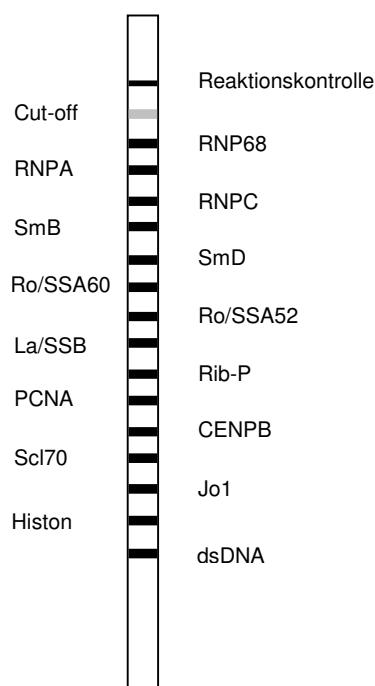 Reaktionskontrolle
Cut-off
RNP68
RNPA
RNPC
SmB
SmD
Ro/SSA60
Ro/SSA52
La/SSB
Rib-P
PCNA
CENPB
Scl70
Jo1
Histon
dsDNA